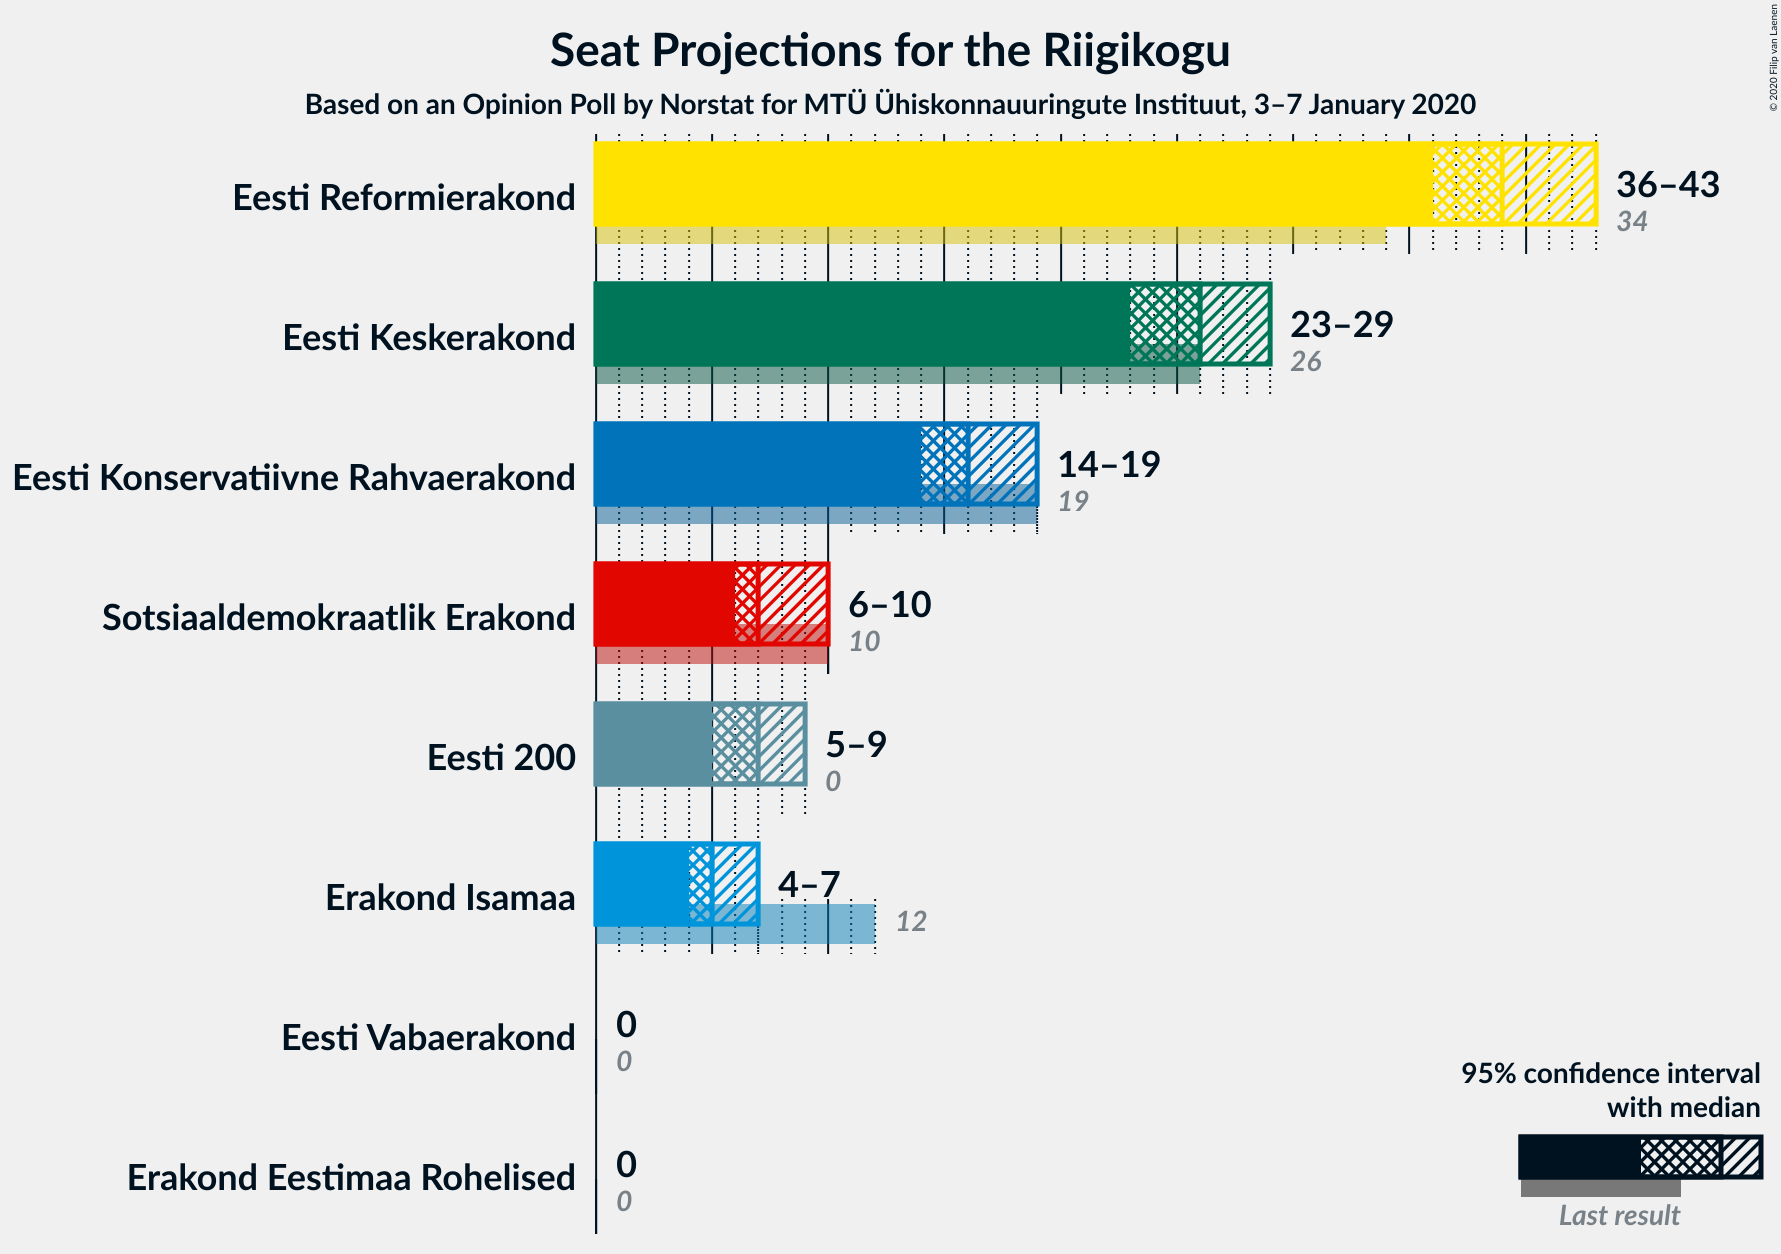 Seat Projections for the Riigikogu
Based on an Opinion Poll by Norstat for MTÜ Ühiskonnauuringute Instituut, 3–7 January 2020
© 2020 Filip van Laenen
Eesti Reformierakond
36–43
34
Eesti Keskerakond
23–29
26
Eesti Konservatiivne Rahvaerakond
14–19
19
Sotsiaaldemokraatlik Erakond
6–10
10
Eesti 200
5–9
0
Erakond Isamaa
4–7
12
Eesti Vabaerakond
0
0
Erakond Eestimaa Rohelised
0
0
95% confidence interval
with median
Last result